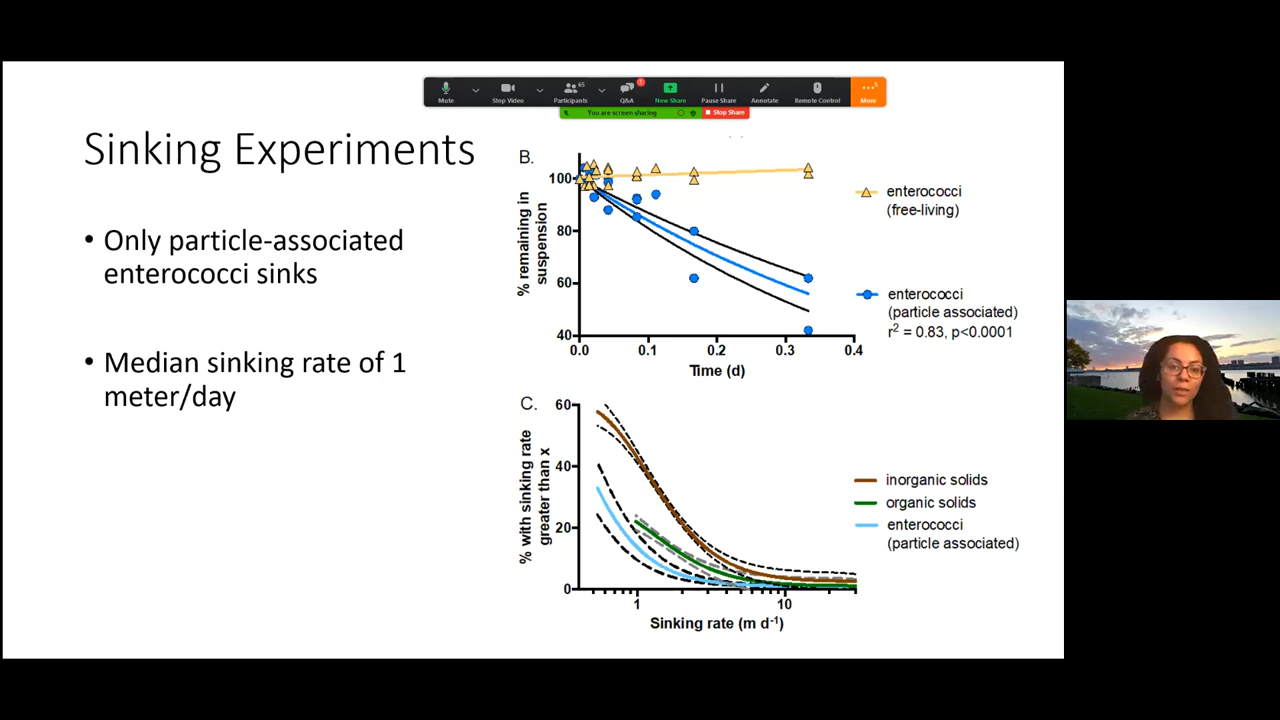 65
1
5
Mute
Stop Video
Participants
Q&A
New Share
Pause Share
Annotate
Remote Control
More
You are screen sharing
Stop Share
Sinking Experiments
• Only particle-associated
enterococci sinks
• Median sinking rate of 1
meter/day
B.
% remaining in
suspension
100
80
60
40
0.0
0.1
0.2
0.3
0.4
Time (d)
enterococci
(free-living)
enterococci
(particle associated)
r² = 0.83, p<0.0001
C.
% with sinking rate
greater than x
60
40
20
0
1
10
Sinking rate (m d⁻¹)
inorganic solids
organic solids
enterococci
(particle associated)